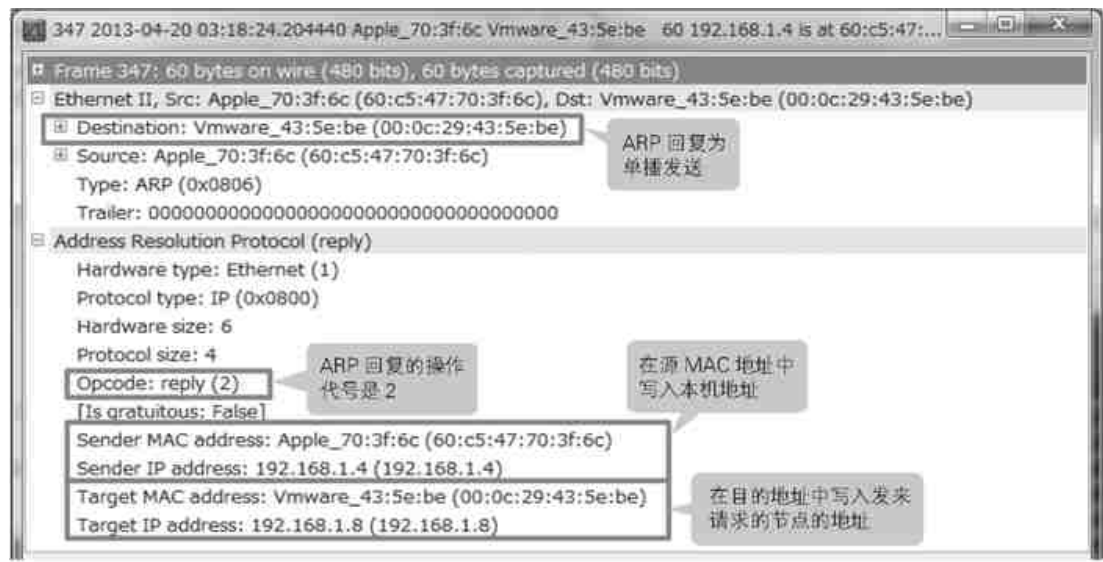 347 2013-04-20 03:18:24.204440 Apple_70:3f:6c Vmware_43:5e:be 60 192.168.1.4 is at 60:c5:47:...
Frame 347: 60 bytes on wire (480 bits), 60 bytes captured (480 bits)
Ethernet II, Src: Apple_70:3f:6c (60:c5:47:70:3f:6c), Dst: Vmware_43:5e:be (00:0c:29:43:5e:be)
Destination: Vmware_43:5e:be (00:0c:29:43:5e:be)
ARP 回复为
单播发送
Source: Apple_70:3f:6c (60:c5:47:70:3f:6c)
Type: ARP (0x0806)
Trailer: 000000000000000000000000000000000000
Address Resolution Protocol (reply)
Hardware type: Ethernet (1)
Protocol type: IP (0x0800)
Hardware size: 6
Protocol size: 4
ARP 回复的操作
代号是 2
在源 MAC 地址中
写入本机地址
Opcode: reply (2)
[Is gratuitous: False]
Sender MAC address: Apple_70:3f:6c (60:c5:47:70:3f:6c)
Sender IP address: 192.168.1.4 (192.168.1.4)
Target MAC address: Vmware_43:5e:be (00:0c:29:43:5e:be)
Target IP address: 192.168.1.8 (192.168.1.8)
在目的地址中写入发来
请求的节点的地址